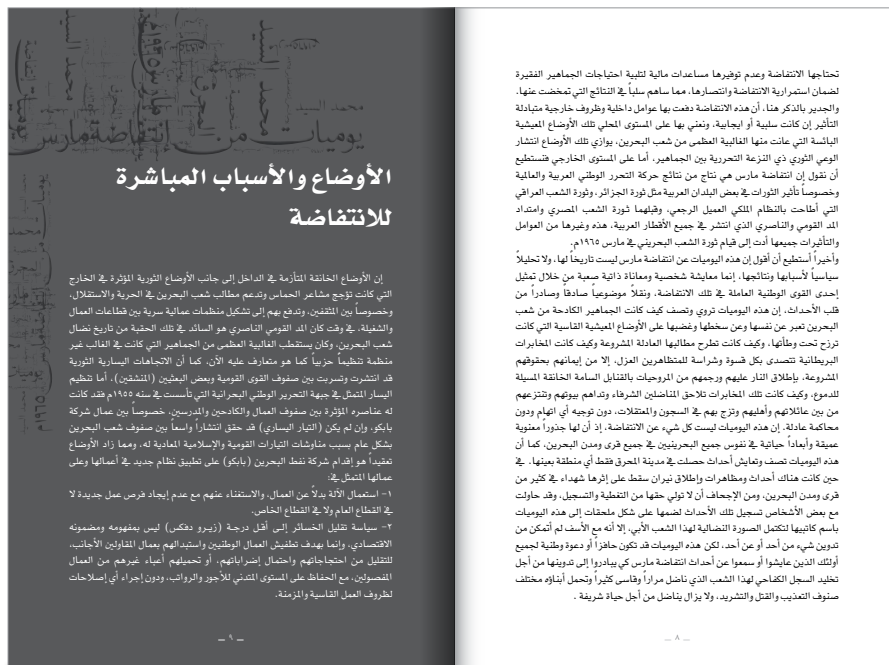 تحتاجها الانتفاضة وعدم توفيرها مساعدات مالية لتلبية احتياجات الجماهير الفقيرة
لضمان استمرارية الانتفاضة وانتصارها، مما ساهم سلباً في النتائج التي تمخضت عنها.
والجدير بالذكر هنا، أن هذه الانتفاضة دفعت بها عوامل داخلية وظروف خارجية متبادلة
التأثير إن كانت سلبية أو ايجابية، ونعني بها على المستوى المحلي تلك الأوضاع المعيشية
البائسة التي عانت منها الغالبية العظمى من شعب البحرين، يوازي تلك الأوضاع انتشار
الوعي الثوري ذي النزعة التحررية بين الجماهير، أما على المستوى الخارجي فنستطيع
أن نقول إن انتفاضة مارس هي نتاج من نتائج حركة التحرر الوطني العربية والعالمية
وخصوصاً تأثير الثورات في بعض البلدان العربية مثل ثورة الجزائر، وثورة الشعب العراقي
التي أطاحت بالنظام الملكي العميل الرجعي، وقبلهما ثورة الشعب المصري وامتداد
المد القومي والناصري الذي انتشر في جميع الأقطار العربية، هذه وغيرها من العوامل
والتأثيرات جميعها أدت إلى قيام ثورة الشعب البحريني في مارس ١٩٦٥م.
وأخيراً أستطيع أن أقول إن هذه اليوميات عن انتفاضة مارس ليست تاريخاً لها، ولا تحليلاً
سياسياً لأسبابها ونتائجها، إنما معايشة شخصية ومعاناة ذاتية صعبة من خلال تمثيل
إحدى القوى الوطنية العاملة في تلك الانتفاضة، ونقلاً موضوعياً صادقاً وصادراً من
قلب الأحداث، إن هذه اليوميات تروي وتصف كيف كانت الجماهير الكادحة من شعب
البحرين تعبر عن نفسها وعن سخطها وغضبها على الأوضاع المعيشية القاسية التي كانت
ترزح تحت وطأتها، وكيف كانت تطرح مطالبها العادلة المشروعة، وكيف كانت المخابرات
البريطانية تتصدى بكل قسوة وشراسة للمتظاهرين العزل، إلا من إيمانهم بحقوقهم
المشروعة، بإطلاق النار عليهم ورجمهم من المروحيات بالقنابل السامة الخانقة المسيلة
للدموع، وكيف كانت تلك المخابرات تلاحق المناضلين الشرفاء وتداهم بيوتهم وتنتزعهم
من بين عائلاتهم وأهليهم وتزج بهم في السجون والمعتقلات، دون توجيه أي اتهام ودون
محاكمة عادلة، إن هذه اليوميات ليست كل شيء عن الانتفاضة، إذ أن لها جذوراً معنوية
عميقة وأبعاداً حياتية في نفوس جميع البحرينيين في جميع قرى ومدن البحرين، كما أن
هذه اليوميات تصف وتعايش أحداث حصلت في مدينة المحرق فقط أي منطقة بعينها. في
حين كانت هناك أحداث ومظاهرات وإطلاق نيران سقط على إثرها شهداء في كثير من
قرى ومدن البحرين، ومن الإجحاف أن لا تولي حقها من التغطية والتسجيل، وقد حاولت
مع بعض الأشخاص تسجيل تلك الأحداث لضمها على شكل ملحقات إلى هذه اليوميات
باسم كاتبيها لتكتمل الصورة النضالية لهذا الشعب الأبي، إلا أنه مع الأسف لم أتمكن من
تدوين شيء من أحد أو عن أحد، لكن هذه اليوميات قد تكون حافزاً أو دعوة وطنية لجميع
أولئك الذين عايشوا أو سمعوا عن أحداث انتفاضة مارس كي يبادروا إلى تدوينها من أجل
تخليد السجل الكفاحي لهذا الشعب الذي ناضل مراراً وقاسى كثيراً وتحمل أبناؤه مختلف
صنوف التعذيب والقتل والتشريد، ولا يزال يناضل من أجل حياة شريفة .
ــ ٨ ــ
محمد السيد
يوميات من إنتفاضة مارس
الأوضاع والأسباب المباشرة
للانتفاضة
إن الأوضاع الخانقة المتأزمة في الداخل إلى جانب الأوضاع الثورية المؤثرة في الخارج
التي كانت تؤجج مشاعر الحماس وتدعم مطالب شعب البحرين في الحرية والاستقلال،
وخصوصاً بين المثقفين، وتدفع بهم إلى تشكيل منظمات عمالية سرية بين قطاعات العمال
والشغيلة، في وقت كان المد القومي الناصري هو السائد في تلك الحقبة من تاريخ نضال
شعب البحرين، وكان يستقطب الغالبية العظمى من الجماهير التي كانت في الغالب غير
منظمة تنظيماً حزبياً كما هو متعارف عليه الآن، كما أن الاتجاهات اليسارية الثورية
قد انتشرت وتسربت بين صفوف القوى القومية وبعض البعثيين (المنشقين)، أما تنظيم
اليسار المتمثل في جبهة التحرير الوطني البحرانية التي تأسست في سنه ١٩٥٥م فقد كانت
له عناصره المؤثرة بين صفوف العمال والكادحين والمدرسين، خصوصاً بين عمال شركة
بابكو، وإن لم يكن (التيار اليساري) قد حقق انتشاراً واسعاً بين صفوف شعب البحرين
بشكل عام بسبب مناوشات التيارات القومية والإسلامية المعادية له، ومما زاد الأوضاع
تعقيداً هو إقدام شركة نفط البحرين (بابكو) على تطبيق نظام جديد في أعمالها وعلى
عمالها المتمثل في:
١– استعمال الآلة بدلاً عن العمال، والاستغناء عنهم مع عدم إيجاد فرص عمل جديدة لا
في القطاع العام ولا في القطاع الخاص.
٢– سياسة تقليل الخسائر إلى أقل درجة (زيرو دفكس) ليس بمفهومه ومضمونه
الاقتصادي، وإنما بهدف تطفيش العمال الوطنيين واستبدالهم بعمال المقاولين الأجانب،
للتقليل من احتجاجاتهم واحتمال إضراباتهم، أو تحميلهم أعباء غيرهم من العمال
المفصولين، مع الحفاظ على المستوى المتدني للأجور والرواتب، ودون إجراء أي إصلاحات
لظروف العمل القاسية والمزمنة.
ــ ٩ ــ